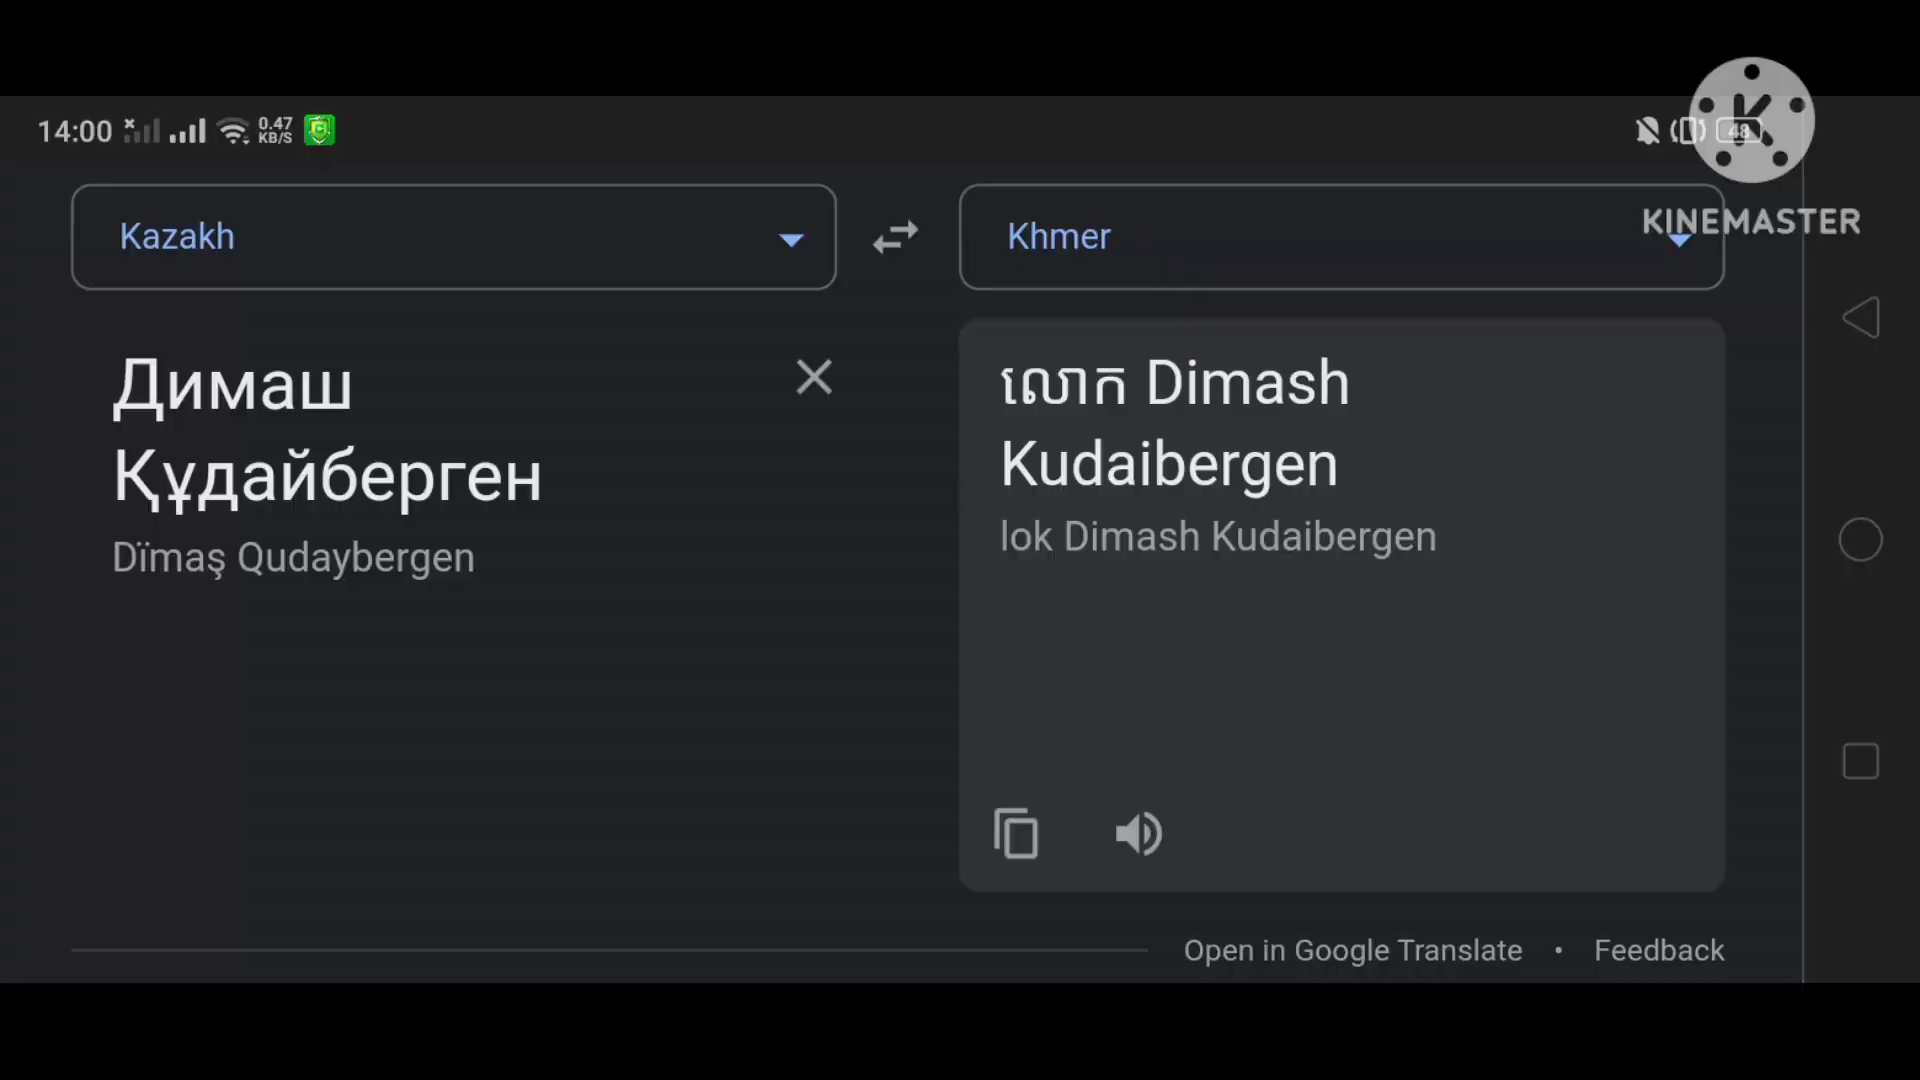 14:00 0.47 KB/S 48
KINEMASTER
Kazakh
Khmer
Димаш
Құдайберген
Dïmaş Qudaybergen
លោក Dimash
Kudaibergen
lok Dimash Kudaibergen
Open in Google Translate • Feedback